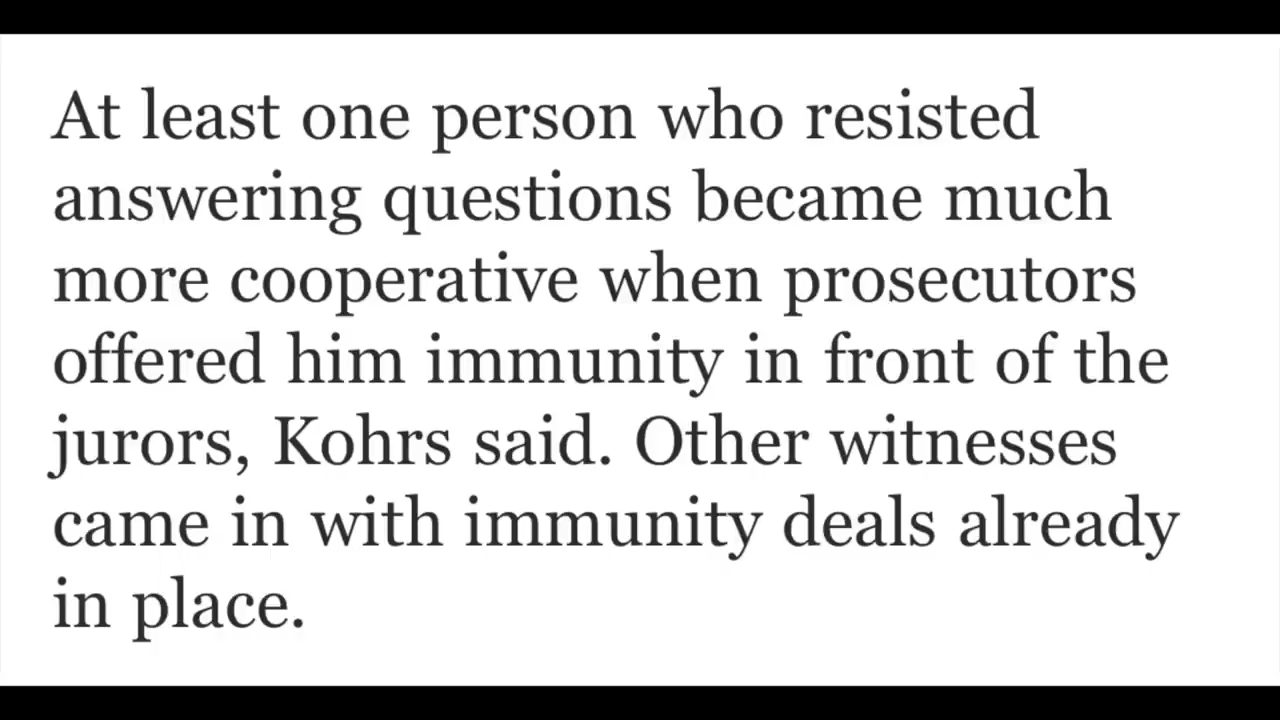 At least one person who resisted
answering questions became much
more cooperative when prosecutors
offered him immunity in front of the
jurors, Kohrs said. Other witnesses
came in with immunity deals already
in place.